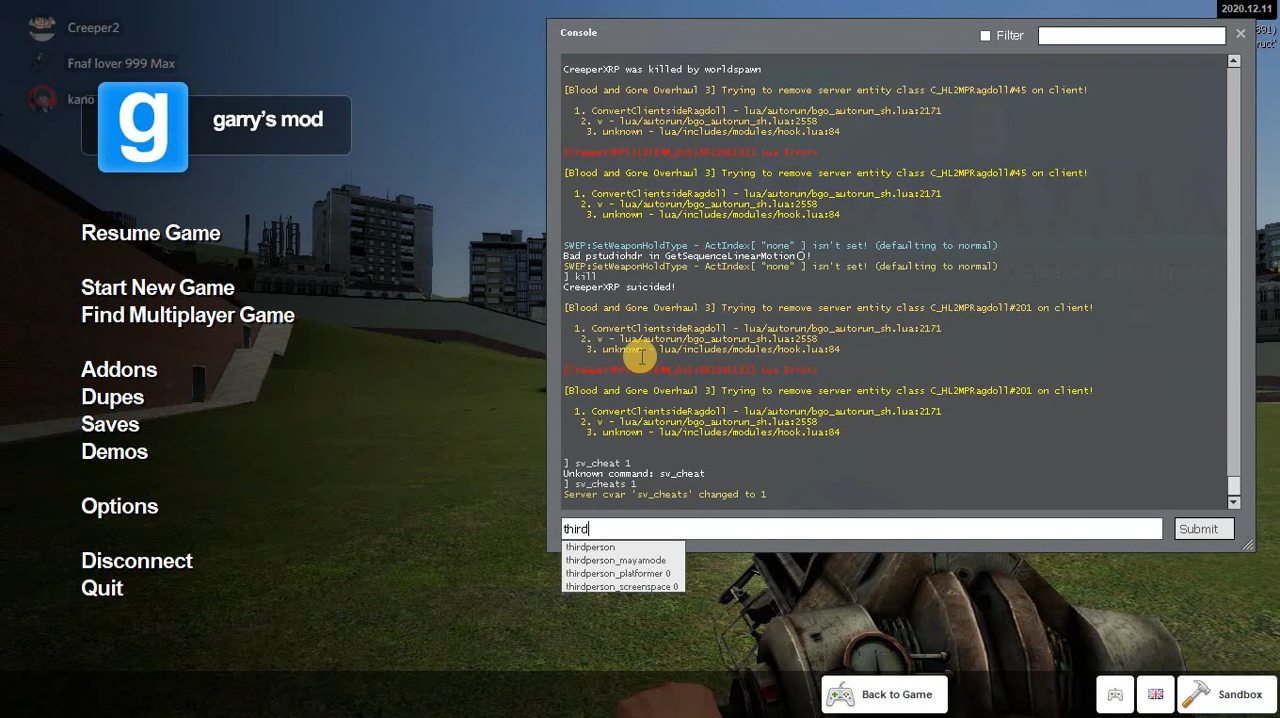 2020.12.11
Creeper2
Fnaf lover 999 Max
kano
g
garry's mod
Resume Game
Start New Game
Find Multiplayer Game
Addons
Dupes
Saves
Demos
Options
Disconnect
Quit
Console
Filter
CreeperXRP was killed by worldspawn
[Blood and Gore Overhaul 3] Trying to remove server entity class C_HL2MPRagdoll#45 on client!
1. ConvertClientsideRagdoll - lua/autorun/bgo_autorun_sh.lua:2171
2. v - lua/autorun/bgo_autorun_sh.lua:2558
3. unknown - lua/includes/modules/hook.lua:84
Lua Error:
[Blood and Gore Overhaul 3] Trying to remove server entity class C_HL2MPRagdoll#45 on client!
1. ConvertClientsideRagdoll - lua/autorun/bgo_autorun_sh.lua:2171
2. v - lua/autorun/bgo_autorun_sh.lua:2558
3. unknown - lua/includes/modules/hook.lua:84
SWEP:SetWeaponHoldType - ActIndex[ "none" ] isn't set! (defaulting to normal)
Bad pstudiohdr in GetSequenceLinearMotion()!
SWEP:SetWeaponHoldType - ActIndex[ "none" ] isn't set! (defaulting to normal)
] kill
CreeperXRP suicided!
[Blood and Gore Overhaul 3] Trying to remove server entity class C_HL2MPRagdoll#201 on client!
1. ConvertClientsideRagdoll - lua/autorun/bgo_autorun_sh.lua:2171
2. v - lua/autorun/bgo_autorun_sh.lua:2558
3. unknown - lua/includes/modules/hook.lua:84
Lua Error:
[Blood and Gore Overhaul 3] Trying to remove server entity class C_HL2MPRagdoll#201 on client!
1. ConvertClientsideRagdoll - lua/autorun/bgo_autorun_sh.lua:2171
2. v - lua/autorun/bgo_autorun_sh.lua:2558
3. unknown - lua/includes/modules/hook.lua:84
] sv_cheat 1
Unknown command: sv_cheat
] sv_cheats 1
Server cvar 'sv_cheats' changed to 1
third
Submit
thirdperson
thirdperson_mayamode
thirdperson_platformer 0
thirdperson_screenspace 0
Back to Game
Sandbox